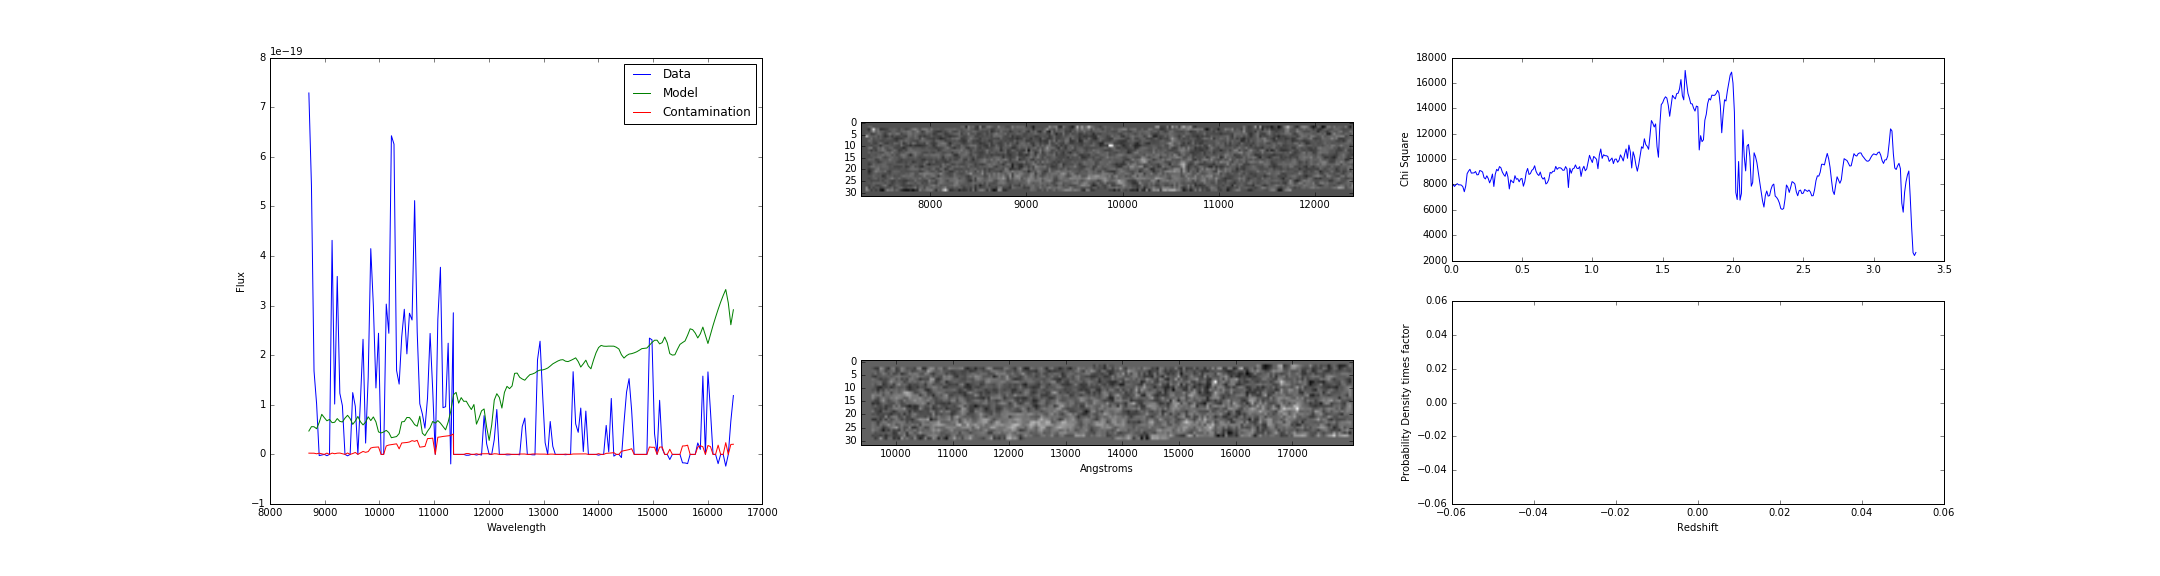 1e−19
8
7
6
5
4
3
2
1
0
−1
Flux
8000 9000 10000 11000 12000 13000 14000 15000 16000 17000
Wavelength
Data
Model
Contamination
0
5
10
15
20
25
30
8000 9000 10000 11000 12000
0
5
10
15
20
25
30
10000 11000 12000 13000 14000 15000 16000 17000
Angstroms
18000
16000
14000
12000
10000
8000
6000
4000
2000
Chi Square
0.0 0.5 1.0 1.5 2.0 2.5 3.0 3.5
0.06
0.04
0.02
0.00
−0.02
−0.04
−0.06
Probability Density times factor
−0.06 −0.04 −0.02 0.00 0.02 0.04 0.06
Redshift